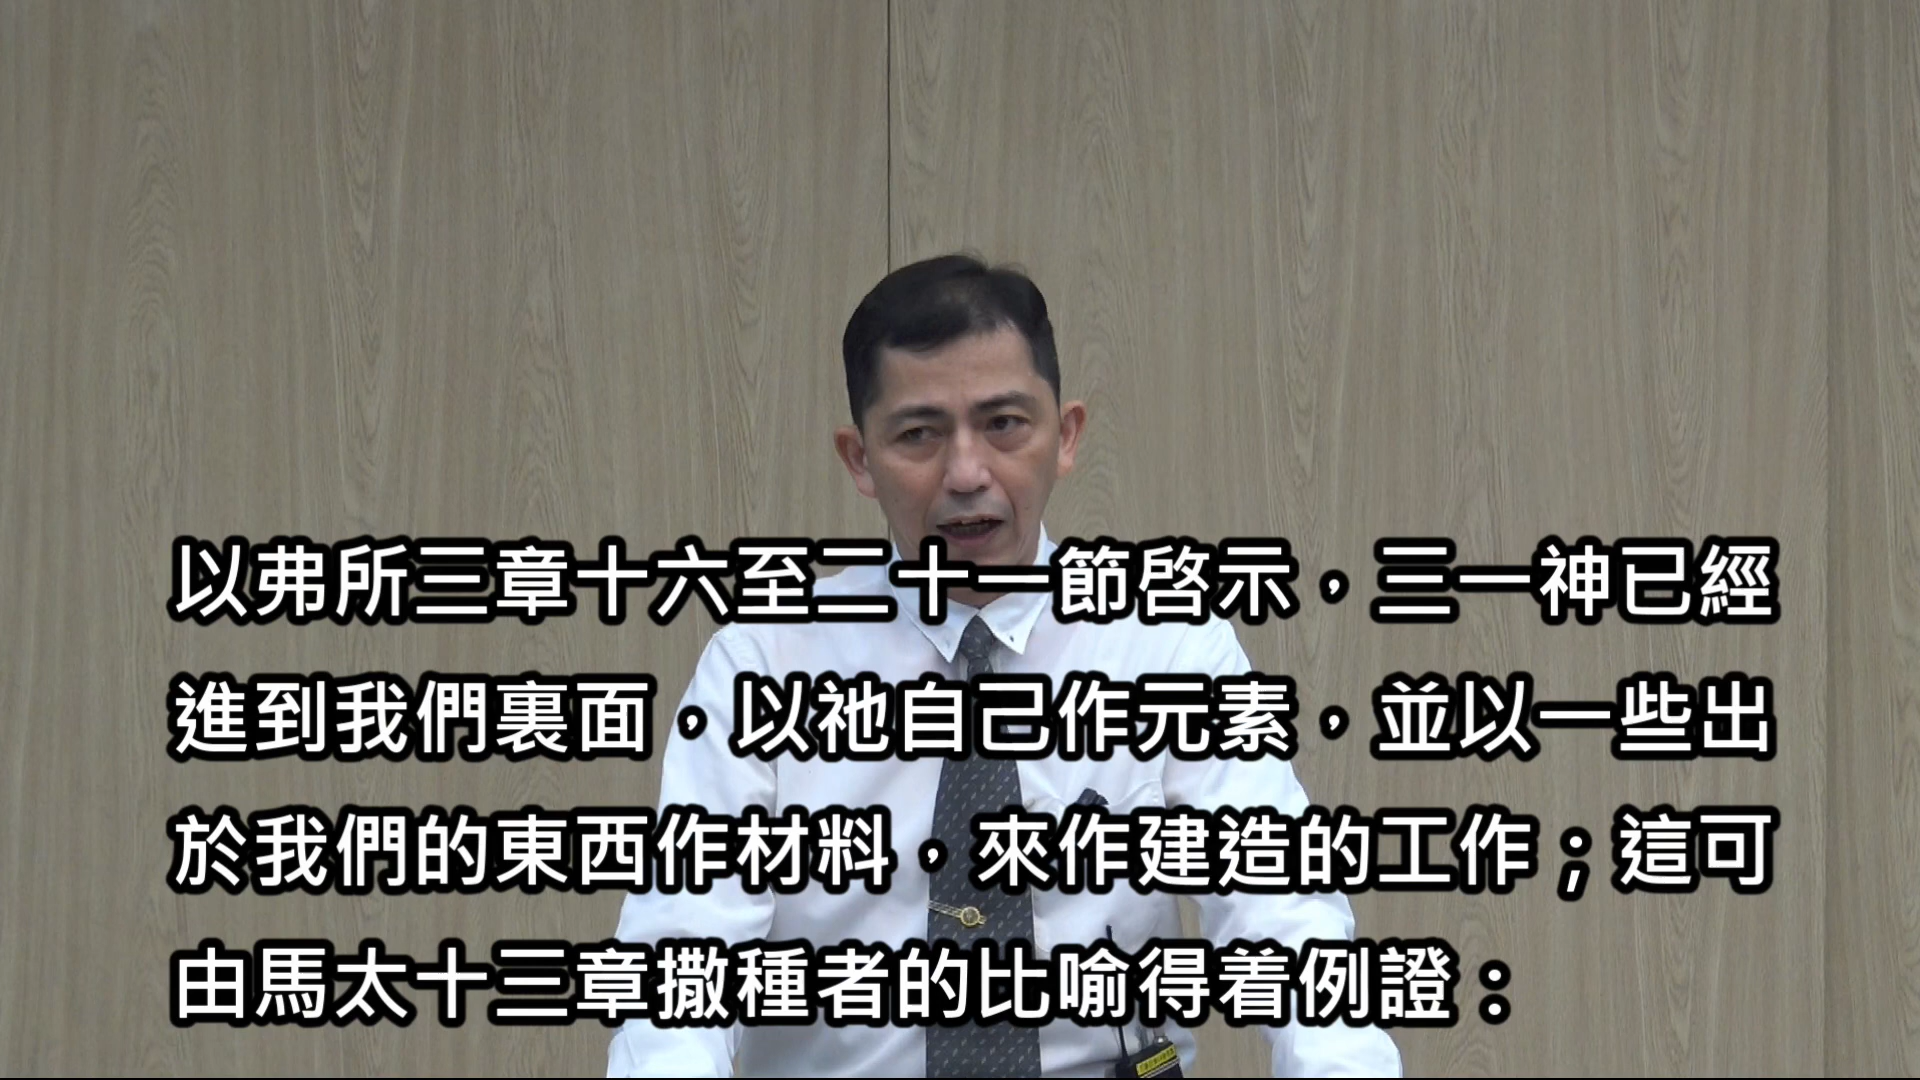 以弗所三章十六至二十一節啓示，三一神已經
進到我們裏面，以祂自己作元素，並以一些出
於我們的東西作材料，來作建造的工作；這可
由馬太十三章撒種者的比喻得着例證：